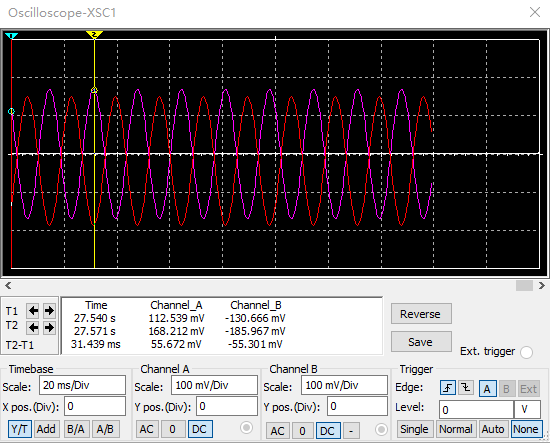 Oscilloscope-XSC1
1
2
T1
T2
T2-T1
Time Channel_A Channel_B
27.540 s 112.539 mV -130.666 mV
27.571 s 168.212 mV -185.967 mV
31.439 ms 55.672 mV -55.301 mV
Reverse
Save
Ext. trigger
Timebase
Scale: 20 ms/Div
X pos.(Div): 0
Y/T Add B/A A/B
Channel A
Scale: 100 mV/Div
Y pos.(Div): 0
AC 0 DC
Channel B
Scale: 100 mV/Div
Y pos.(Div): 0
AC 0 DC -
Trigger
Edge: A B Ext
Level: 0 V
Single Normal Auto None